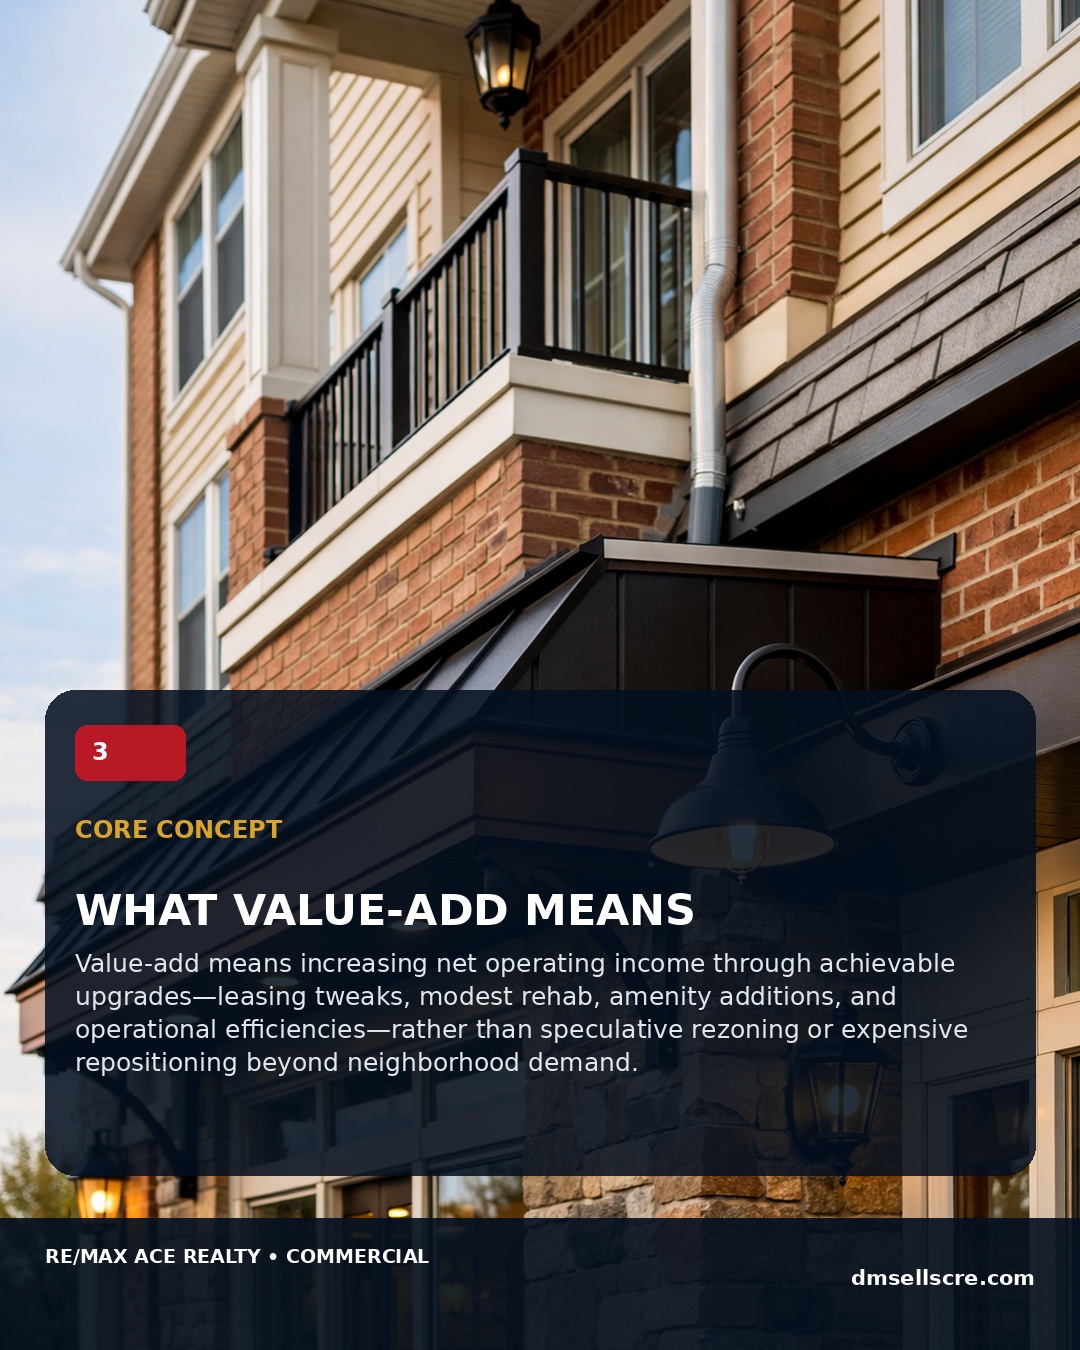 3
CORE CONCEPT
WHAT VALUE-ADD MEANS
Value-add means increasing net operating income through achievable
upgrades—leasing tweaks, modest rehab, amenity additions, and
operational efficiencies—rather than speculative rezoning or expensive
repositioning beyond neighborhood demand.
RE/MAX ACE REALTY • COMMERCIAL
dmsellscre.com